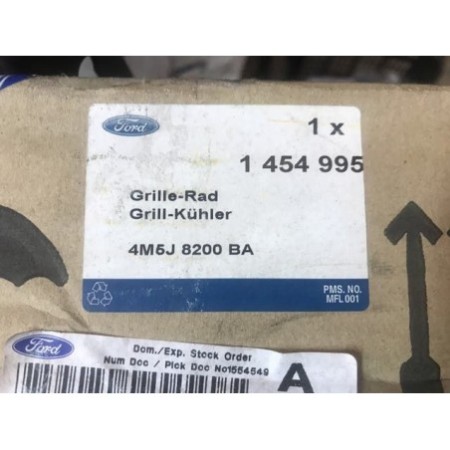 Ford
1 x
1 454 995
Grille-Rad
Grill-Kühler
4M5J 8200 BA
PMS. NO.
MFL 001
Ford
Dom./Exp. Stock Order
Num Doc / Pick Doc No1554549
A